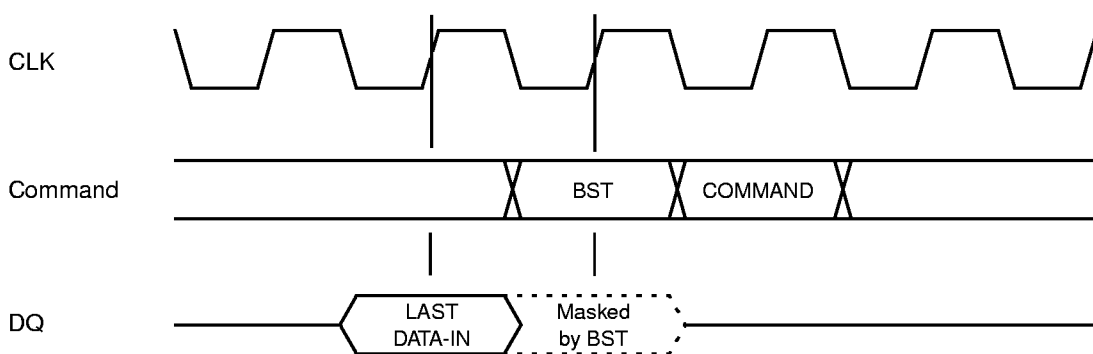 CLK
Command
BST
COMMAND
DQ
LAST
DATA-IN
Masked
by BST